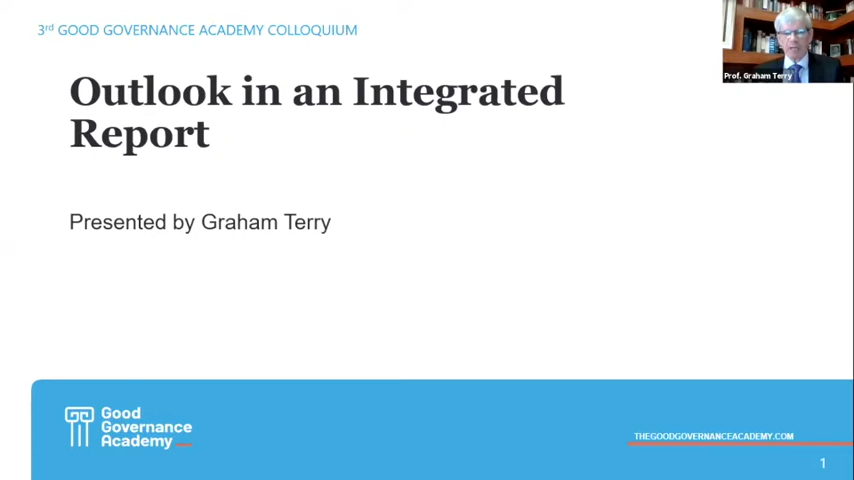 3rd GOOD GOVERNANCE ACADEMY COLLOQUIUM
Prof. Graham Terry
Outlook in an Integrated
Report
Presented by Graham Terry
Good
Governance
Academy
THEGOODGOVERNANCEACADEMY.COM
1